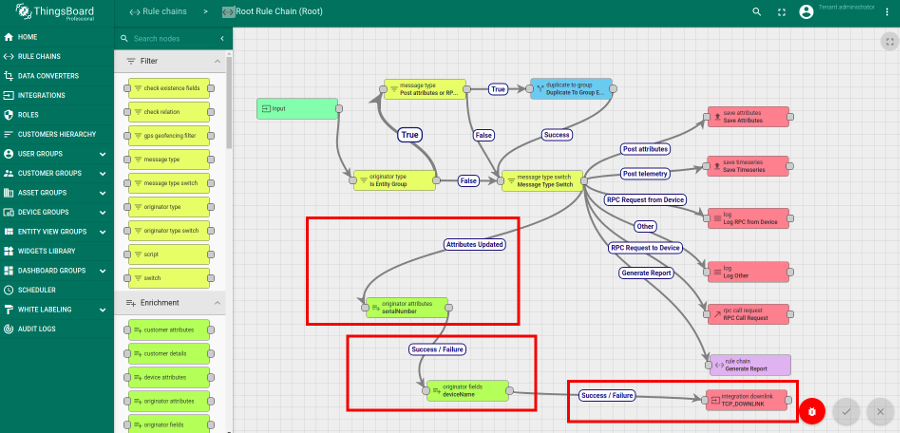 ThingsBoard
Professional
Rule chains > Root Rule Chain (Root)
Tenant administrator
HOME
RULE CHAINS
DATA CONVERTERS
INTEGRATIONS
ROLES
CUSTOMERS HIERARCHY
USER GROUPS
CUSTOMER GROUPS
ASSET GROUPS
DEVICE GROUPS
ENTITY VIEW GROUPS
WIDGETS LIBRARY
DASHBOARD GROUPS
SCHEDULER
WHITE LABELING
AUDIT LOGS
Search nodes
Filter
check existence fields
check relation
gps geofencing filter
message type
message type switch
originator type
originator type switch
script
switch
Enrichment
customer attributes
customer details
device attributes
originator attributes
originator fields
Input
message type
Post attributes or RP...
True
duplicate to group
Duplicate To Group E...
True
False
Success
originator type
Is Entity Group
False
message type switch
Message Type Switch
save attributes
Save Attributes
Post attributes
save timeseries
Save Timeseries
Post telemetry
RPC Request from Device
log
Log RPC from Device
Other
Attributes Updated
RPC Request to Device
log
Log Other
Generate Report
originator attributes
serialNumber
rpc call request
RPC Call Request
Success / Failure
rule chain
Generate Report
originator fields
deviceName
Success / Failure
integration downlink
TCP_DOWNLINK